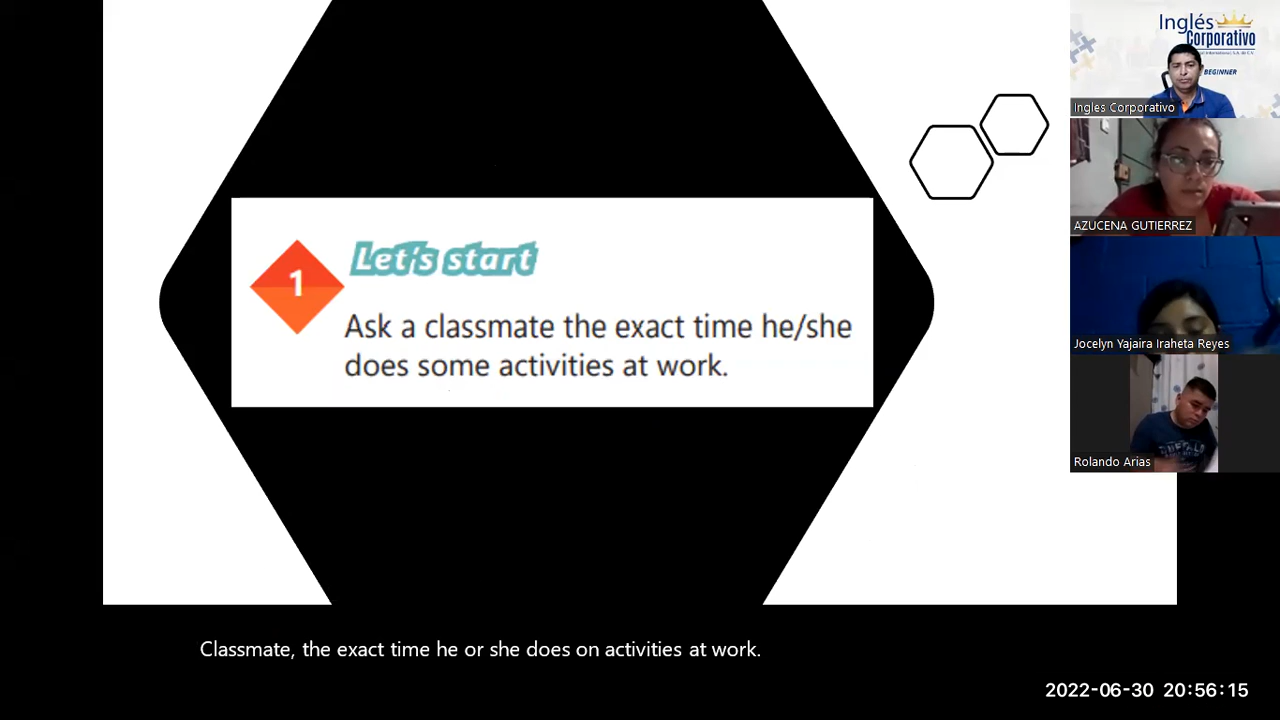 Inglés
Corporativo
BEGINNER
Ingles Corporativo
AZUCENA GUTIERREZ
Jocelyn Yajaira Iraheta Reyes
BUFFALO
Rolando Arias
1
Let's start
Ask a classmate the exact time he/she
does some activities at work.
Classmate, the exact time he or she does on activities at work.
2022-06-30 20:56:15